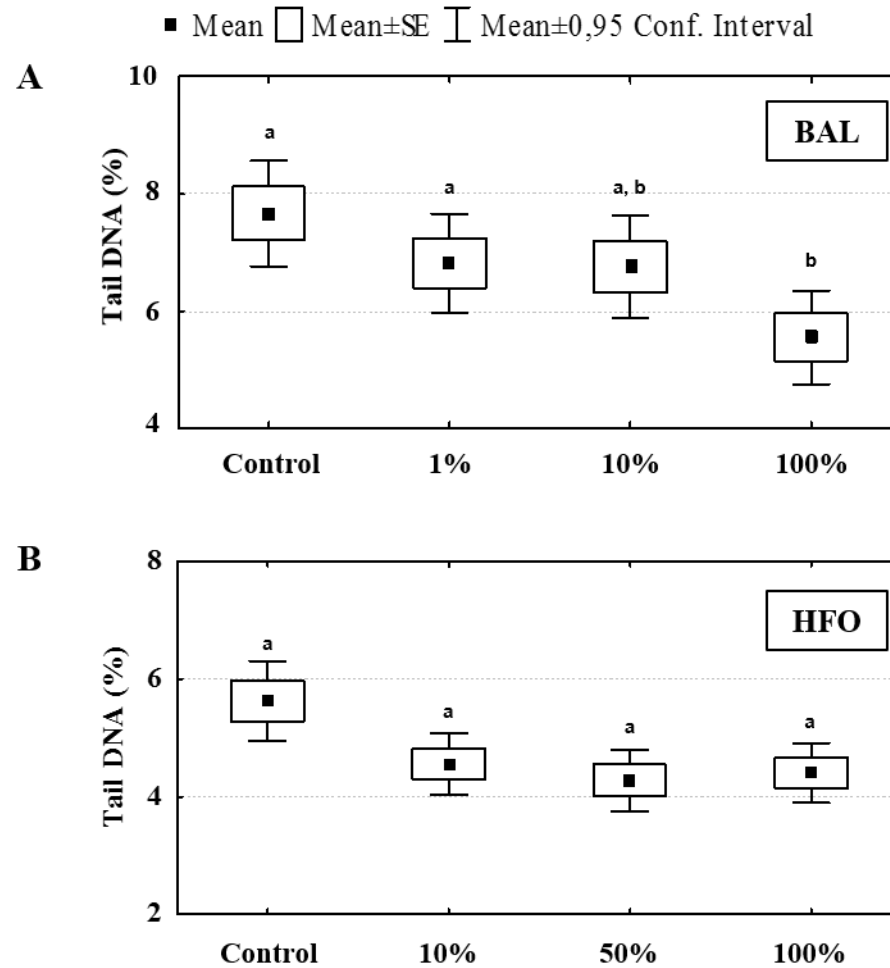 Mean Mean±SE Mean±0,95 Conf. Interval
A
BAL
Tail DNA (%)
10
8
6
4
a
a
a, b
b
Control 1% 10% 100%
B
HFO
Tail DNA (%)
8
6
4
2
a
a
a
a
Control 10% 50% 100%